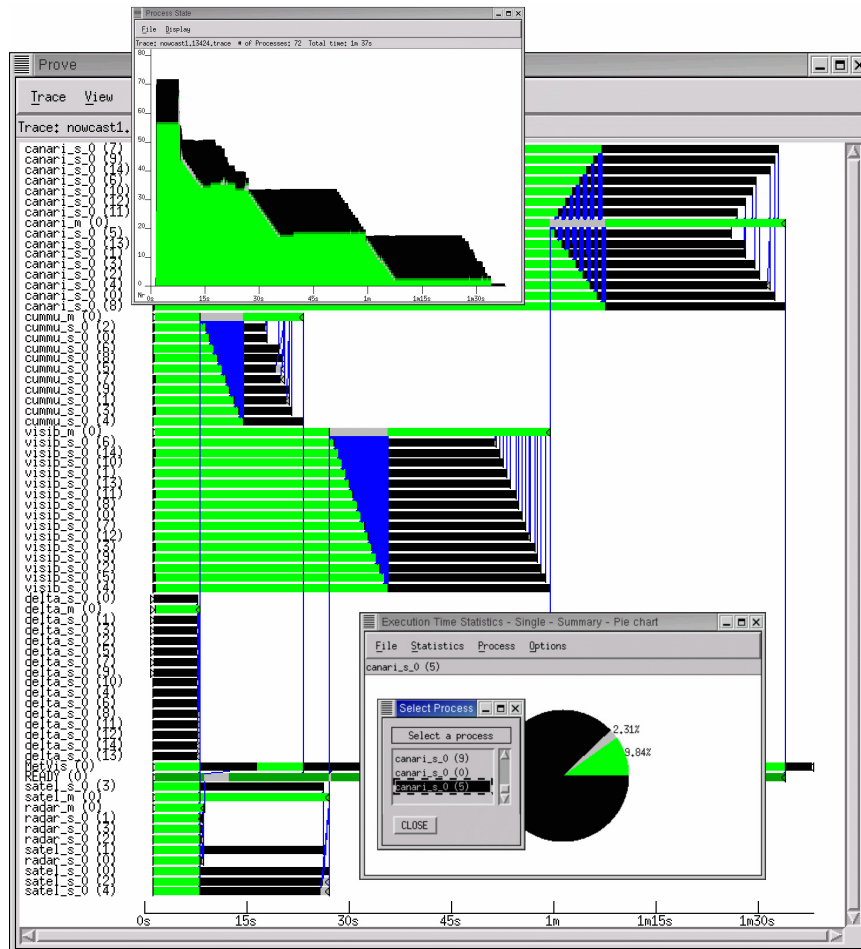 Process State
File Display
Trace: nowcast1.13424.trace # of Processes: 72 Total time: 1m 37s
80
70
60
50
40
30
20
10
0
Nr
0s 15s 30s 45s 1m 1m15s 1m30s
Prove
Trace View
Trace: nowcast1.
canari_s_0 (7)
canari_s_0 (9)
canari_s_0 (14)
canari_s_0 (6)
canari_s_0 (10)
canari_s_0 (12)
canari_s_0 (11)
canari_m (0)
canari_s_0 (5)
canari_s_0 (13)
canari_s_0 (1)
canari_s_0 (3)
canari_s_0 (2)
canari_s_0 (4)
canari_s_0 (0)
canari_s_0 (8)
cummu_m (0)
cummu_s_0 (2)
cummu_s_0 (0)
cummu_s_0 (6)
cummu_s_0 (8)
cummu_s_0 (5)
cummu_s_0 (7)
cummu_s_0 (9)
cummu_s_0 (1)
cummu_s_0 (3)
cummu_s_0 (4)
visib_m (0)
visib_s_0 (6)
visib_s_0 (14)
visib_s_0 (10)
visib_s_0 (1)
visib_s_0 (13)
visib_s_0 (11)
visib_s_0 (8)
visib_s_0 (0)
visib_s_0 (7)
visib_s_0 (12)
visib_s_0 (3)
visib_s_0 (9)
visib_s_0 (2)
visib_s_0 (5)
visib_s_0 (4)
delta_s_0 (0)
delta_m (0)
delta_s_0 (1)
delta_s_0 (3)
delta_s_0 (2)
delta_s_0 (5)
delta_s_0 (7)
delta_s_0 (9)
delta_s_0 (10)
delta_s_0 (4)
delta_s_0 (6)
delta_s_0 (8)
delta_s_0 (11)
delta_s_0 (12)
delta_s_0 (14)
delta_s_0 (13)
MetVis (0)
READY (0)
satel_s_0 (3)
satel_m (0)
radar_m (0)
radar_s_0 (1)
radar_s_0 (3)
radar_s_0 (2)
satel_s_0 (1)
radar_s_0 (0)
satel_s_0 (0)
satel_s_0 (2)
satel_s_0 (4)
0s 15s 30s 45s 1m 1m15s 1m30s
Execution Time Statistics - Single - Summary - Pie chart
File Statistics Process Options
canari_s_0 (5)
2.31%
9.84%
Select Process
Select a process
canari_s_0 (9)
canari_s_0 (0)
canari_s_0 (5)
CLOSE